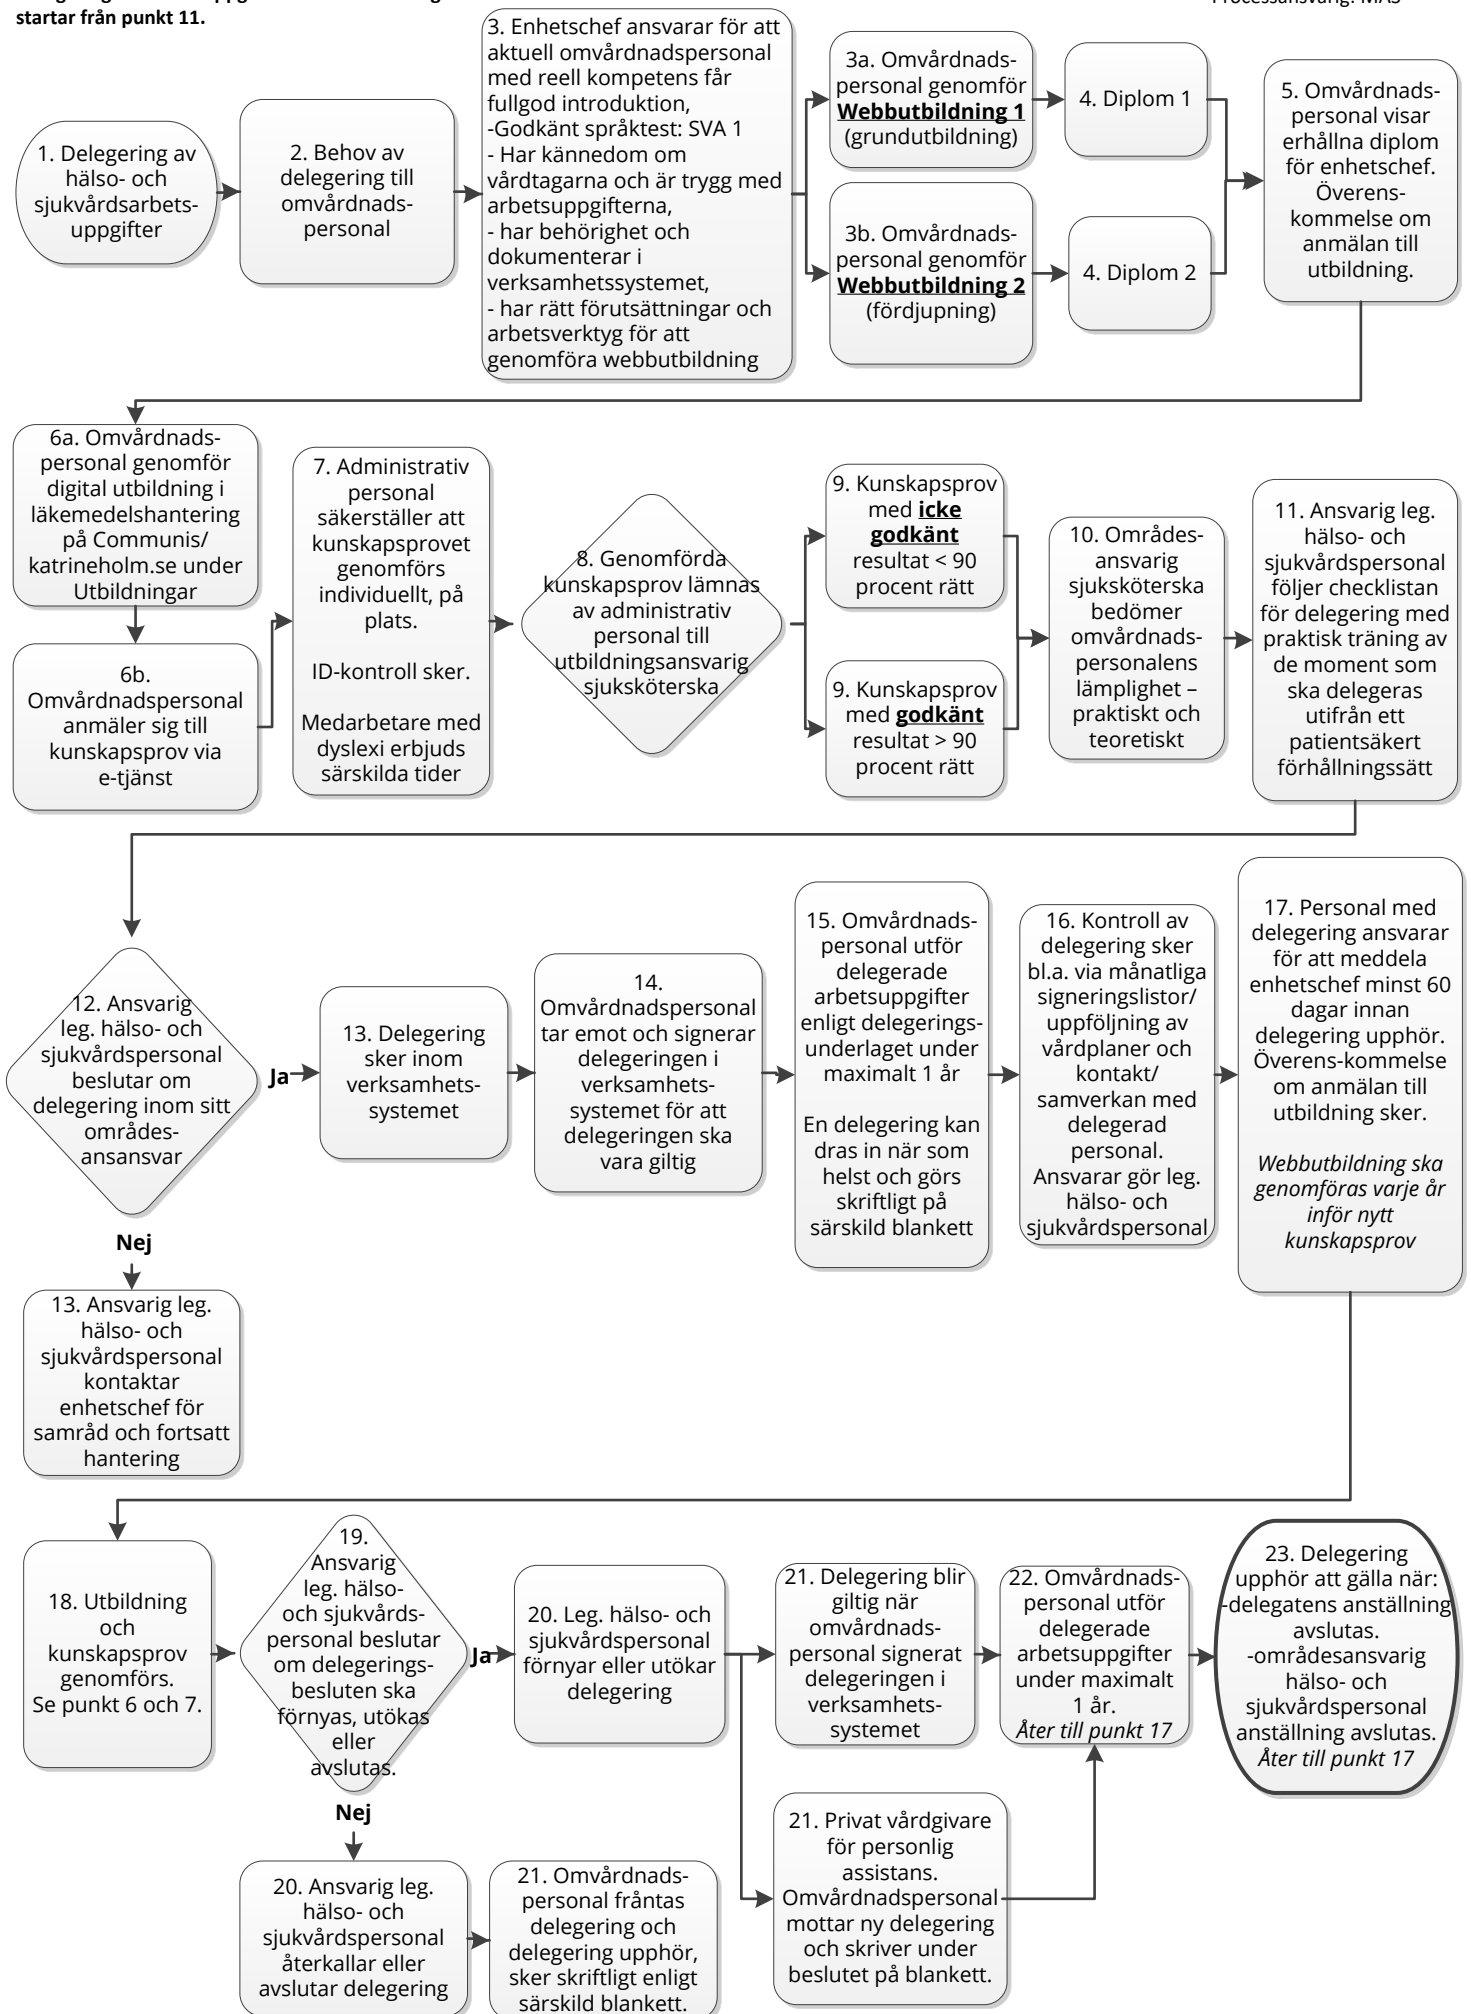 startar från punkt 11.
1. Delegering av
hälso- och
sjukvårdsarbets-
uppgifter
2. Behov av
delegering till
omvårdnads-
personal
3. Enhetschef ansvarar för att
aktuell omvårdnadspersonal
med reell kompetens får
fullgod introduktion,
-Godkänt språktest: SVA 1
- Har kännedom om
vårdtagarna och är trygg med
arbetsuppgifterna,
- har behörighet och
dokumenterar i
verksamhetssystemet,
- har rätt förutsättningar och
arbetsverktyg för att
genomföra webbutbildning
3a. Omvårdnads-
personal genomför
Webbutbildning 1
(grundutbildning)
4. Diplom 1
3b. Omvårdnads-
personal genomför
Webbutbildning 2
(fördjupning)
4. Diplom 2
5. Omvårdnads-
personal visar
erhållna diplom
för enhetschef.
Överens-
kommelse om
anmälan till
utbildning.
6a. Omvårdnads-
personal genomför
digital utbildning i
läkemedelshantering
på Communis/
katrineholm.se under
Utbildningar
6b.
Omvårdnadspersonal
anmäler sig till
kunskapsprov via
e-tjänst
7. Administrativ
personal
säkerställer att
kunskapsprovet
genomförs
individuellt, på
plats.
ID-kontroll sker.
Medarbetare med
dyslexi erbjuds
särskilda tider
8. Genomförda
kunskapsprov lämnas
av administrativ
personal till
utbildningsansvarig
sjuksköterska
9. Kunskapsprov
med icke
godkänt
resultat < 90
procent rätt
9. Kunskapsprov
med godkänt
resultat > 90
procent rätt
10. Områdes-
ansvarig
sjuksköterska
bedömer
omvårdnads-
personalens
lämplighet –
praktiskt och
teoretiskt
11. Ansvarig leg.
hälso- och
sjukvårdspersonal
följer checklistan
för delegering med
praktisk träning av
de moment som
ska delegeras
utifrån ett
patientsäkert
förhållningssätt
12. Ansvarig
leg. hälso- och
sjukvårdspersonal
beslutar om
delegering inom sitt
områdes-
ansansvar
Ja
Nej
13. Ansvarig leg.
hälso- och
sjukvårdspersonal
kontaktar
enhetschef för
samråd och fortsatt
hantering
13. Delegering
sker inom
verksamhets-
systemet
14.
Omvårdnadspersonal
tar emot och signerar
delegeringen i
verksamhets-
systemet för att
delegeringen ska
vara giltig
15. Omvårdnads-
personal utför
delegerade
arbetsuppgifter
enligt delegerings-
underlaget under
maximalt 1 år
En delegering kan
dras in när som
helst och görs
skriftligt på
särskild blankett
16. Kontroll av
delegering sker
bl.a. via månatliga
signeringslistor/
uppföljning av
vårdplaner och
kontakt/
samverkan med
delegerad
personal.
Ansvarar gör leg.
hälso- och
sjukvårdspersonal
17. Personal med
delegering ansvarar
för att meddela
enhetschef minst 60
dagar innan
delegering upphör.
Överens-kommelse
om anmälan till
utbildning sker.
Webbutbildning ska
genomföras varje år
inför nytt
kunskapsprov
18. Utbildning
och
kunskapsprov
genomförs.
Se punkt 6 och 7.
19.
Ansvarig
leg. hälso-
och sjukvårds-
personal beslutar
om delegerings-
besluten ska
förnyas, utökas
eller
avslutas.
Ja
Nej
20. Leg. hälso- och
sjukvårdspersonal
förnyar eller utökar
delegering
20. Ansvarig leg.
hälso- och
sjukvårdspersonal
återkallar eller
avslutar delegering
21. Omvårdnads-
personal fråntas
delegering och
delegering upphör,
sker skriftligt enligt
särskild blankett.
21. Delegering blir
giltig när
omvårdnads-
personal signerat
delegeringen i
verksamhets-
systemet
21. Privat vårdgivare
för personlig
assistans.
Omvårdnadspersonal
mottar ny delegering
och skriver under
beslutet på blankett.
22. Omvårdnads-
personal utför
delegerade
arbetsuppgifter
under maximalt
1 år.
Åter till punkt 17
23. Delegering
upphör att gälla när:
-delegatens anställning
avslutas.
-områdesansvarig
hälso- och
sjukvårdspersonal
anställning avslutas.
Åter till punkt 17